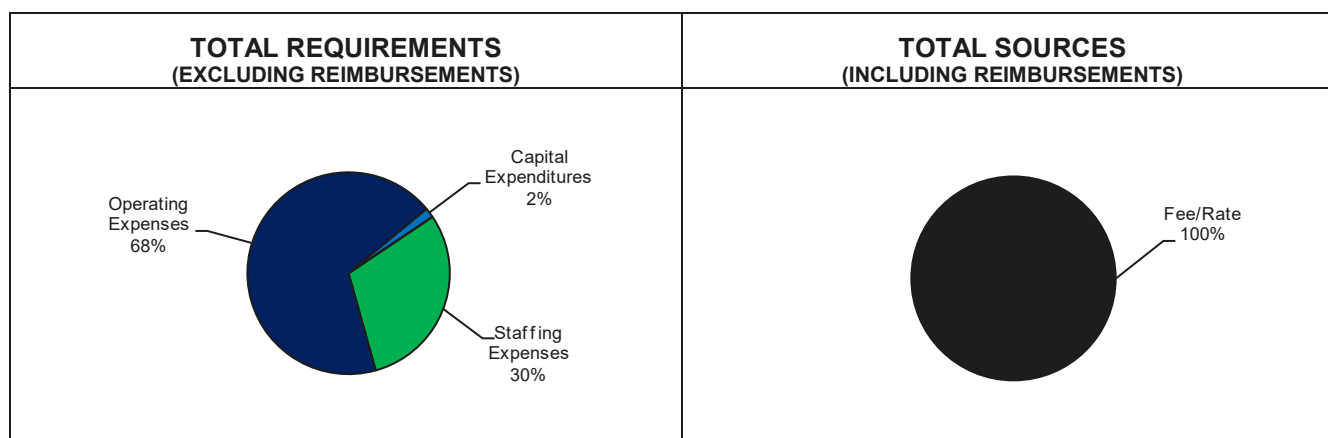 TOTAL REQUIREMENTS
(EXCLUDING REIMBURSEMENTS)
TOTAL SOURCES
(INCLUDING REIMBURSEMENTS)
Capital
Expenditures
2%
Operating
Expenses
68%
Staffing
Expenses
30%
Fee/Rate
100%